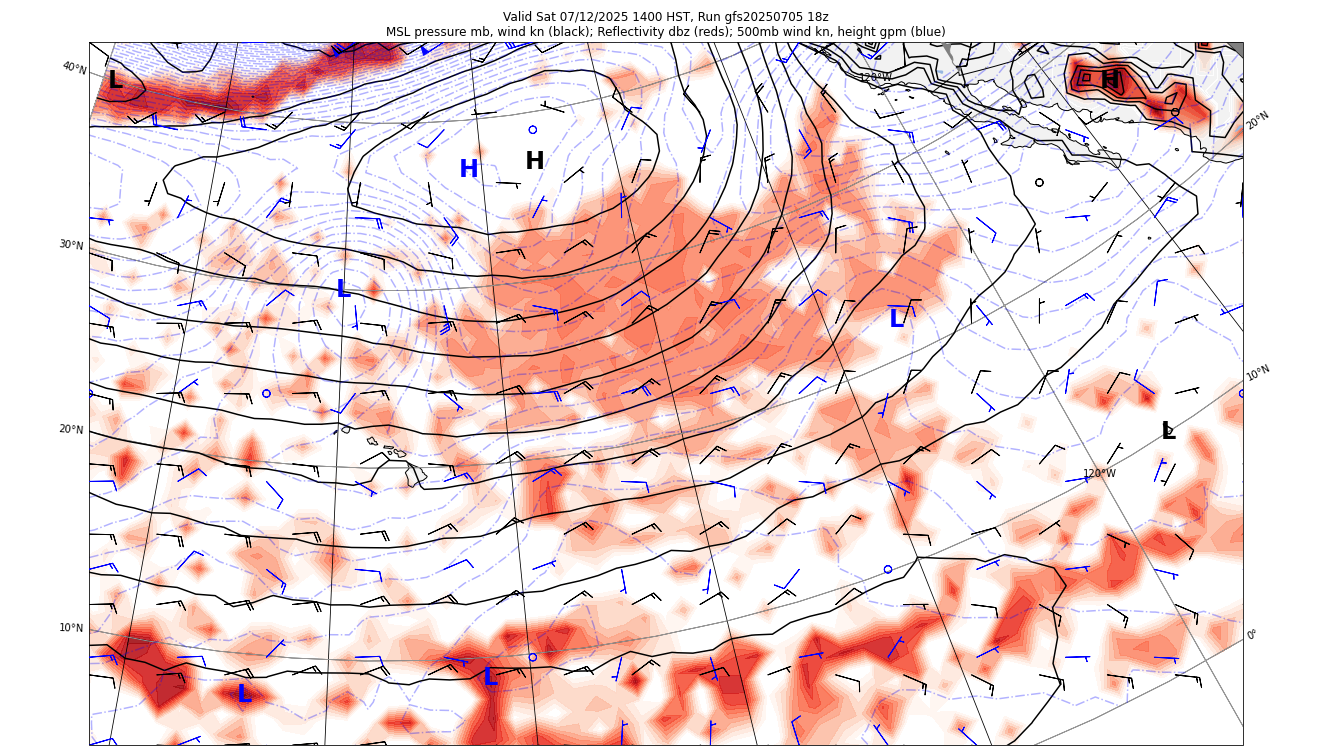 Valid Sat 07/12/2025 1400 HST, Run gfs20250705 18z
MSL pressure mb, wind kn (black); Reflectivity dbz (reds); 500mb wind kn, height gpm (blue)
40°N
L
120°W
H
20°N
H
H
30°N
L
L
10°N
20°N
L
120°W
10°N
0°
L
L